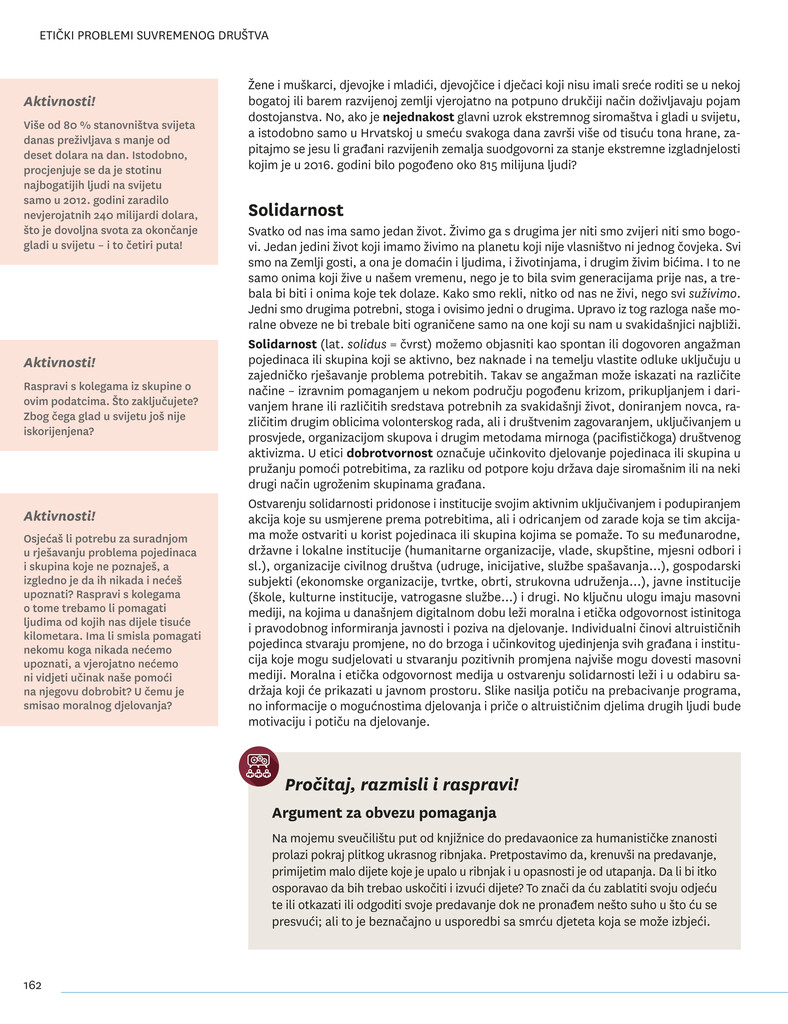 ETIČKI PROBLEMI SUVREMENOG DRUŠTVA
Aktivnosti!
Više od 80 % stanovništva svijeta
danas preživljava s manje od
deset dolara na dan. Istodobno,
procjenjuje se da je stotinu
najbogatijih ljudi na svijetu
samo u 2012. godini zaradilo
nevjerojatnih 240 milijardi dolara,
što je dovoljna svota za okončanje
gladi u svijetu – i to četiri puta!
Aktivnosti!
Raspravi s kolegama iz skupine o
ovim podatcima. Što zaključujete?
Zbog čega glad u svijetu još nije
iskorijenjena?
Aktivnosti!
Osjećaš li potrebu za suradnjom
u rješavanju problema pojedinaca
i skupina koje ne poznaješ, a
izgledno je da ih nikada i nećeš
upoznati? Raspravi s kolegama
o tome trebamo li pomagati
ljudima od kojih nas dijele tisuće
kilometara. Ima li smisla pomagati
nekomu koga nikada nećemo
upoznati, a vjerojatno nećemo
ni vidjeti učinak naše pomoći
na njegovu dobrobit? U čemu je
smisao moralnog djelovanja?
Žene i muškarci, djevojke i mladići, djevojčice i dječaci koji nisu imali sreće roditi se u nekoj
bogatoj ili barem razvijenoj zemlji vjerojatno na potpuno drukčiji način doživljavaju pojam
dostojanstva. No, ako je nejednakost glavni uzrok ekstremnog siromaštva i gladi u svijetu,
a istodobno samo u Hrvatskoj u smeću svakoga dana završi više od tisuću tona hrane, za-
pitajmo se jesu li građani razvijenih zemalja suodgovorni za stanje ekstremne izgladnjelosti
kojim je u 2016. godini bilo pogođeno oko 815 milijuna ljudi?
Solidarnost
Svatko od nas ima samo jedan život. Živimo ga s drugima jer niti smo zvijeri niti smo bogo-
vi. Jedan jedini život koji imamo živimo na planetu koji nije vlasništvo ni jednog čovjeka. Svi
smo na Zemlji gosti, a ona je domaćin i ljudima, i životinjama, i drugim živim bićima. I to ne
samo onima koji žive u našem vremenu, nego je to bila svim generacijama prije nas, a tre-
bala bi biti i onima koje tek dolaze. Kako smo rekli, nitko od nas ne živi, nego svi suživimo.
Jedni smo drugima potrebni, stoga i ovisimo jedni o drugima. Upravo iz tog razloga naše mo-
ralne obveze ne bi trebale biti ograničene samo na one koji su nam u svakidašnjici najbliži.
Solidarnost (lat. solidus = čvrst) možemo objasniti kao spontan ili dogovoren angažman
pojedinaca ili skupina koji se aktivno, bez naknade i na temelju vlastite odluke uključuju u
zajedničko rješavanje problema potrebitih. Takav se angažman može iskazati na različite
načine – izravnim pomaganjem u nekom području pogođenu krizom, prikupljanjem i dari-
vanjem hrane ili različitih sredstava potrebnih za svakidašnji život, doniranjem novca, ra-
zličitim drugim oblicima volonterskog rada, ali i društvenim zagovaranjem, uključivanjem u
prosvjede, organizacijom skupova i drugim metodama mirnoga (pacifističkoga) društvenog
aktivizma. U etici dobrotvornost označuje učinkovito djelovanje pojedinaca ili skupina u
pružanju pomoći potrebitima, za razliku od potpore koju država daje siromašnim ili na neki
drugi način ugroženim skupinama građana.
Ostvarenju solidarnosti pridonose i institucije svojim aktivnim uključivanjem i podupiranjem
akcija koje su usmjerene prema potrebitima, ali i odricanjem od zarade koja se tim akcija-
ma može ostvariti u korist pojedinaca ili skupina kojima se pomaže. To su međunarodne,
državne i lokalne institucije (humanitarne organizacije, vlade, skupštine, mjesni odbori i
sl.), organizacije civilnog društva (udruge, inicijative, službe spašavanja...), gospodarski
subjekti (ekonomske organizacije, tvrtke, obrti, strukovna udruženja...), javne institucije
(škole, kulturne institucije, vatrogasne službe...) i drugi. No ključnu ulogu imaju masovni
mediji, na kojima u današnjem digitalnom dobu leži moralna i etička odgovornost istinitoga
i pravodobnog informiranja javnosti i poziva na djelovanje. Individualni činovi altruističnih
pojedinca stvaraju promjene, no do brzoga i učinkovitog ujedinjenja svih građana i institu-
cija koje mogu sudjelovati u stvaranju pozitivnih promjena najviše mogu dovesti masovni
mediji. Moralna i etička odgovornost medija u ostvarenju solidarnosti leži i u odabiru sa-
držaja koji će prikazati u javnom prostoru. Slike nasilja potiču na prebacivanje programa,
no informacije o mogućnostima djelovanja i priče o altruističnim djelima drugih ljudi bude
motivaciju i potiču na djelovanje.
Pročitaj, razmisli i raspravi!
Argument za obvezu pomaganja
Na mojemu sveučilištu put od knjižnice do predavaonice za humanističke znanosti
prolazi pokraj plitkog ukrasnog ribnjaka. Pretpostavimo da, krenuvši na predavanje,
primijetim malo dijete koje je upalo u ribnjak i u opasnosti je od utapanja. Da li bi itko
osporavao da bih trebao uskočiti i izvući dijete? To znači da ću zablatiti svoju odjeću
te ili otkazati ili odgoditi svoje predavanje dok ne pronađem nešto suho u što ću se
presvući; ali to je beznačajno u usporedbi sa smrću djeteta koja se može izbjeći.
162